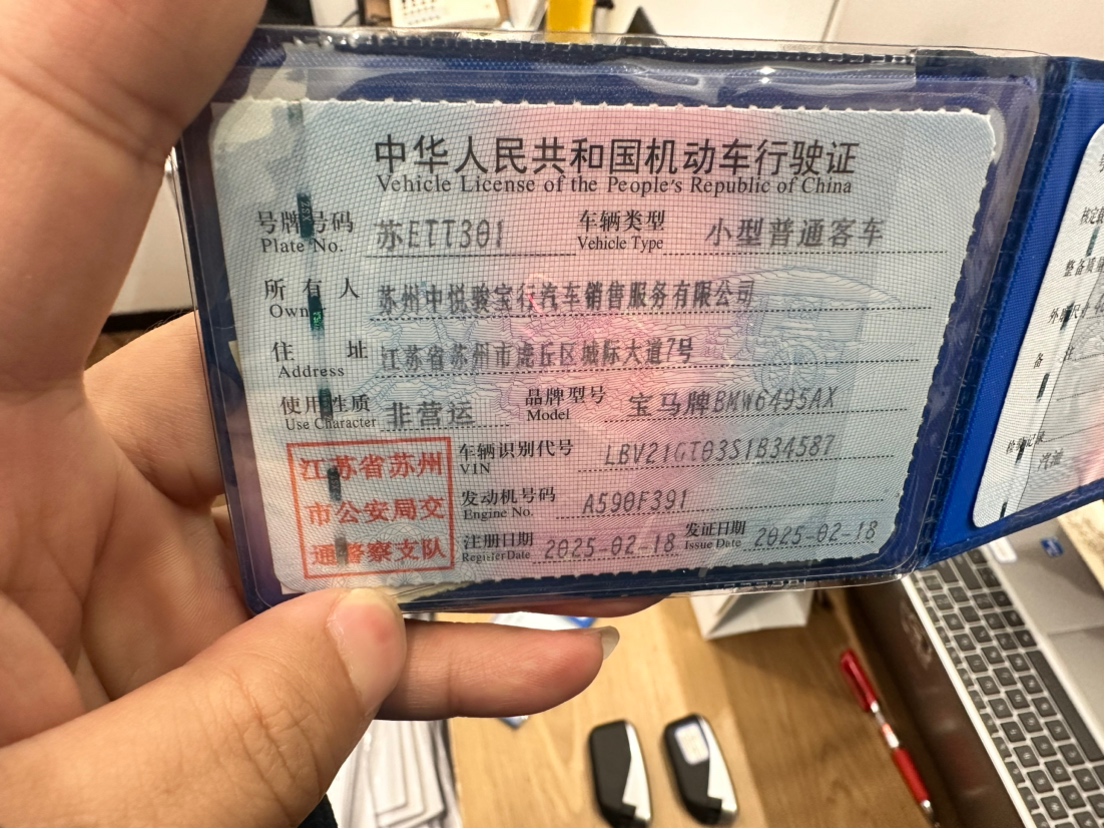 中华人民共和国机动车行驶证
Vehicle License of the People's Republic of China
号牌号码 苏ETT301 车辆类型 小型普通客车
Plate No. Vehicle Type
所有人 苏州中悦骏宝行汽车销售服务有限公司
Owner
住址 江苏省苏州市虎丘区城际大道7号
Address
使用性质 非营运 品牌型号 宝马牌BMW6495AX
Use Character Model
江苏省苏州
市公安局交
通警察支队
车辆识别代号 LBV21GT03S1B34587
VIN
发动机号码 A590F391
Engine No.
注册日期 2025-02-18 发证日期 2025-02-18
Register Date Issue Date
整备质量
备注
汽油